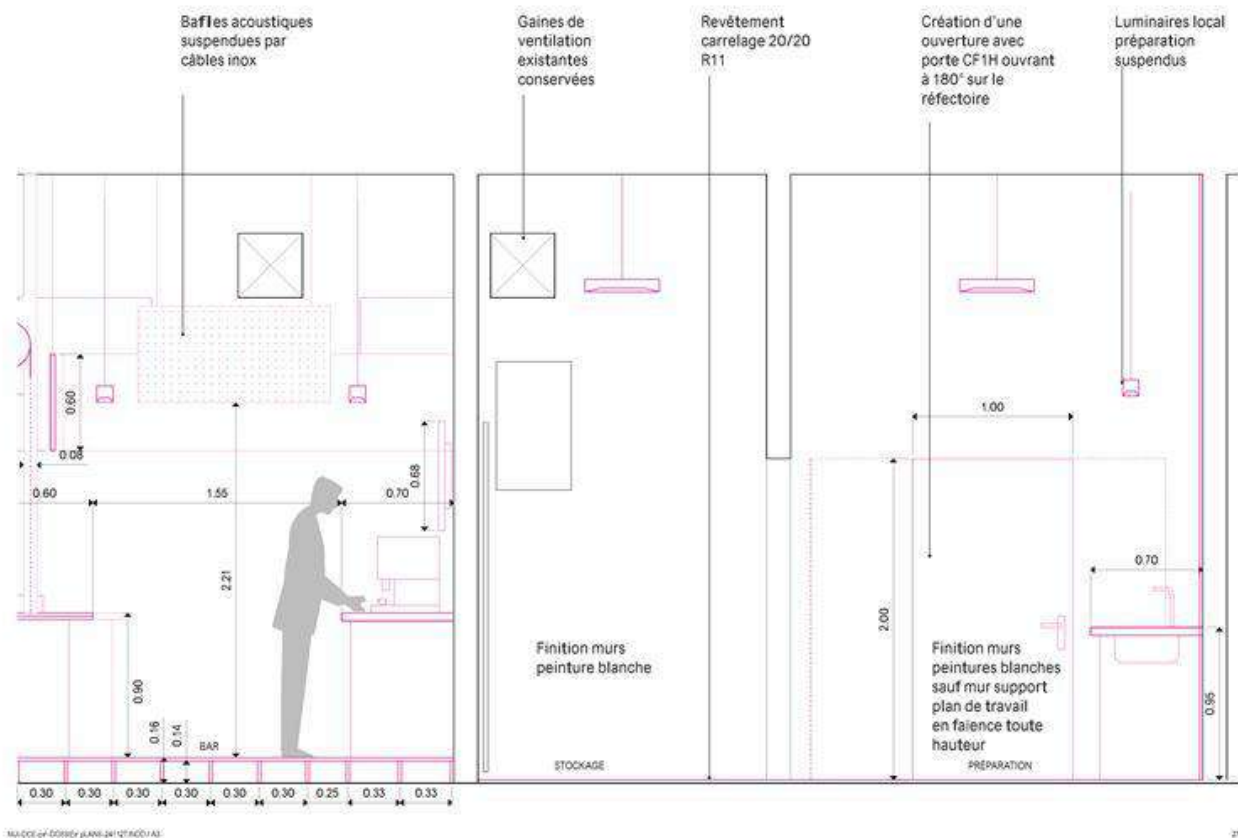 Baffles acoustiques
suspendues par
câbles inox
Gaines de
ventilation
existantes
conservées
Revêtement
carrelage 20/20
R11
Création d'une
ouverture avec
porte CF1H ouvrant
à 180° sur le
réfectoire
Luminaires local
préparation
suspendus
0.60
0.08
0.60
1.55
0.70
0.68
2.21
0.90
0.16
0.14
BAR
1.00
2.00
0.70
0.95
Finition murs
peinture blanche
Finition murs
peintures blanches
sauf mur support
plan de travail
en faïence toute
hauteur
STOCKAGE
PRÉPARATION
0.30
0.30
0.30
0.30
0.30
0.30
0.25
0.33
0.33